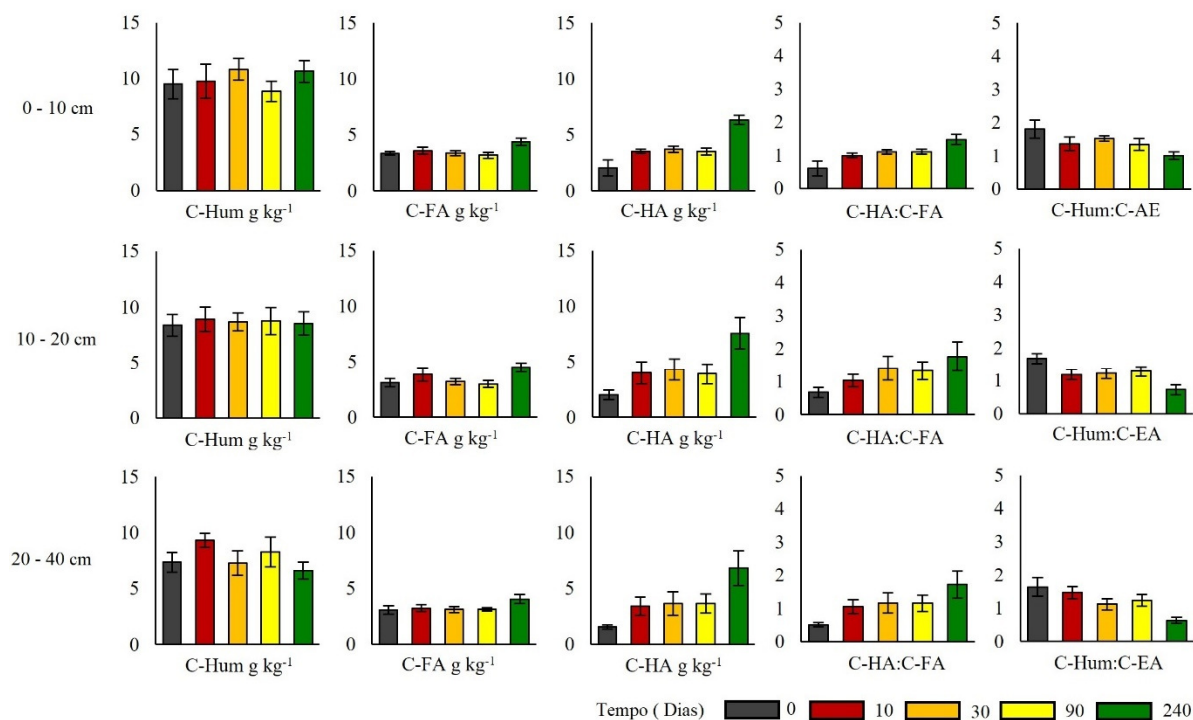 15 15 15 5 5
10 10 10 4 4
3 3
5 5 5 2 2
1 1
0 0 0 0 0
0 - 10 cm
C-Hum g kg-1 C-FA g kg-1 C-HA g kg-1 C-HA:C-FA C-Hum:C-AE
15 15 15 5 5
10 10 10 4 4
3 3
5 5 5 2 2
1 1
0 0 0 0 0
10 - 20 cm
C-Hum g kg-1 C-FA g kg-1 C-HA g kg-1 C-HA:C-FA C-Hum:C-EA
15 15 15 5 5
10 10 10 4 4
3 3
5 5 5 2 2
1 1
0 0 0 0 0
20 - 40 cm
C-Hum g kg-1 C-FA g kg-1 C-HA g kg-1 C-HA:C-FA C-Hum:C-EA
Tempo ( Dias) 0 10 30 90 240